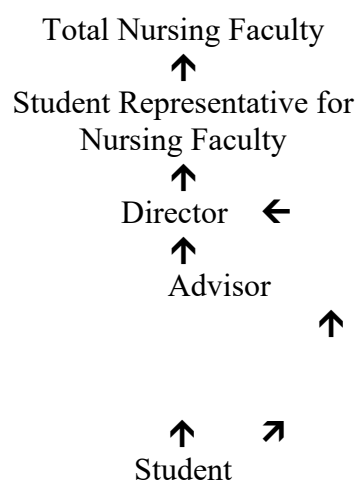 Total Nursing Faculty
↑
Student Representative for
Nursing Faculty
↑
Director ←
↑
Advisor
↑
↑ ↗
Student